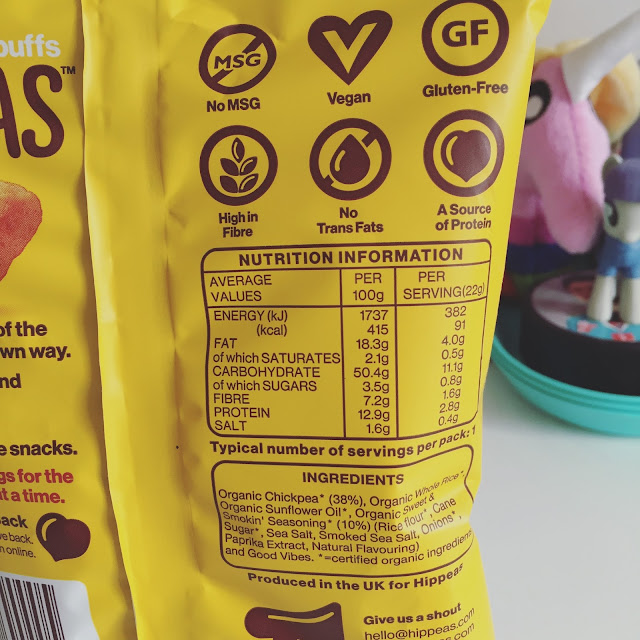 puffs
AS™
MSG
No MSG
V
Vegan
GF
Gluten-Free
High in
Fibre
No
Trans Fats
A Source
of Protein
NUTRITION INFORMATION
AVERAGE VALUES PER 100g PER SERVING(22g)
ENERGY (kJ) 1737 382
(kcal) 415 91
FAT 18.3g 4.0g
of which SATURATES 2.1g 0.5g
CARBOHYDRATE 50.4g 11.1g
of which SUGARS 3.5g 0.8g
FIBRE 7.2g 1.6g
PROTEIN 12.9g 2.8g
SALT 1.6g 0.4g
Typical number of servings per pack: 1
INGREDIENTS
Organic Chickpea* (38%), Organic Whole Rice*,
Organic Sunflower Oil*, Organic Sweet &
Smokin' Seasoning* (10%) (Rice flour*, Cane
Sugar*, Sea Salt, Smoked Sea Salt, Onions*,
Paprika Extract, Natural Flavouring)
and Good Vibes. *=certified organic ingredients
Produced in the UK for Hippeas
Give us a shout
hello@hippeas.com
.com
of the
wn way.
nd
e snacks.
gs for the
t a time.
ack
ve back.
n online.